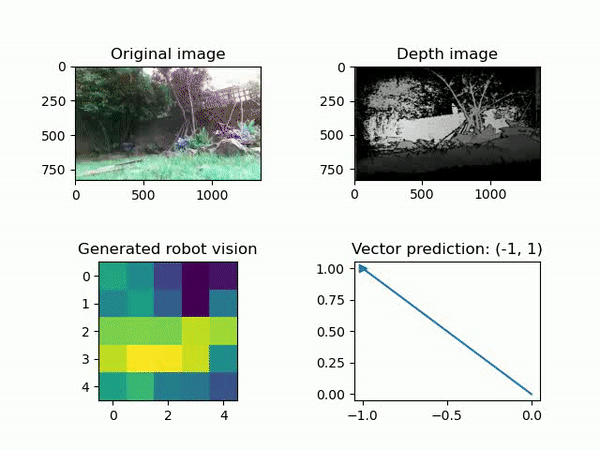 Original image
0
250
500
750
0 500 1000
Depth image
0
250
500
750
0 500 1000
Generated robot vision
0
1
2
3
4
0 2 4
Vector prediction: (-1, 1)
1.00
0.75
0.50
0.25
0.00
−1.0 −0.5 0.0